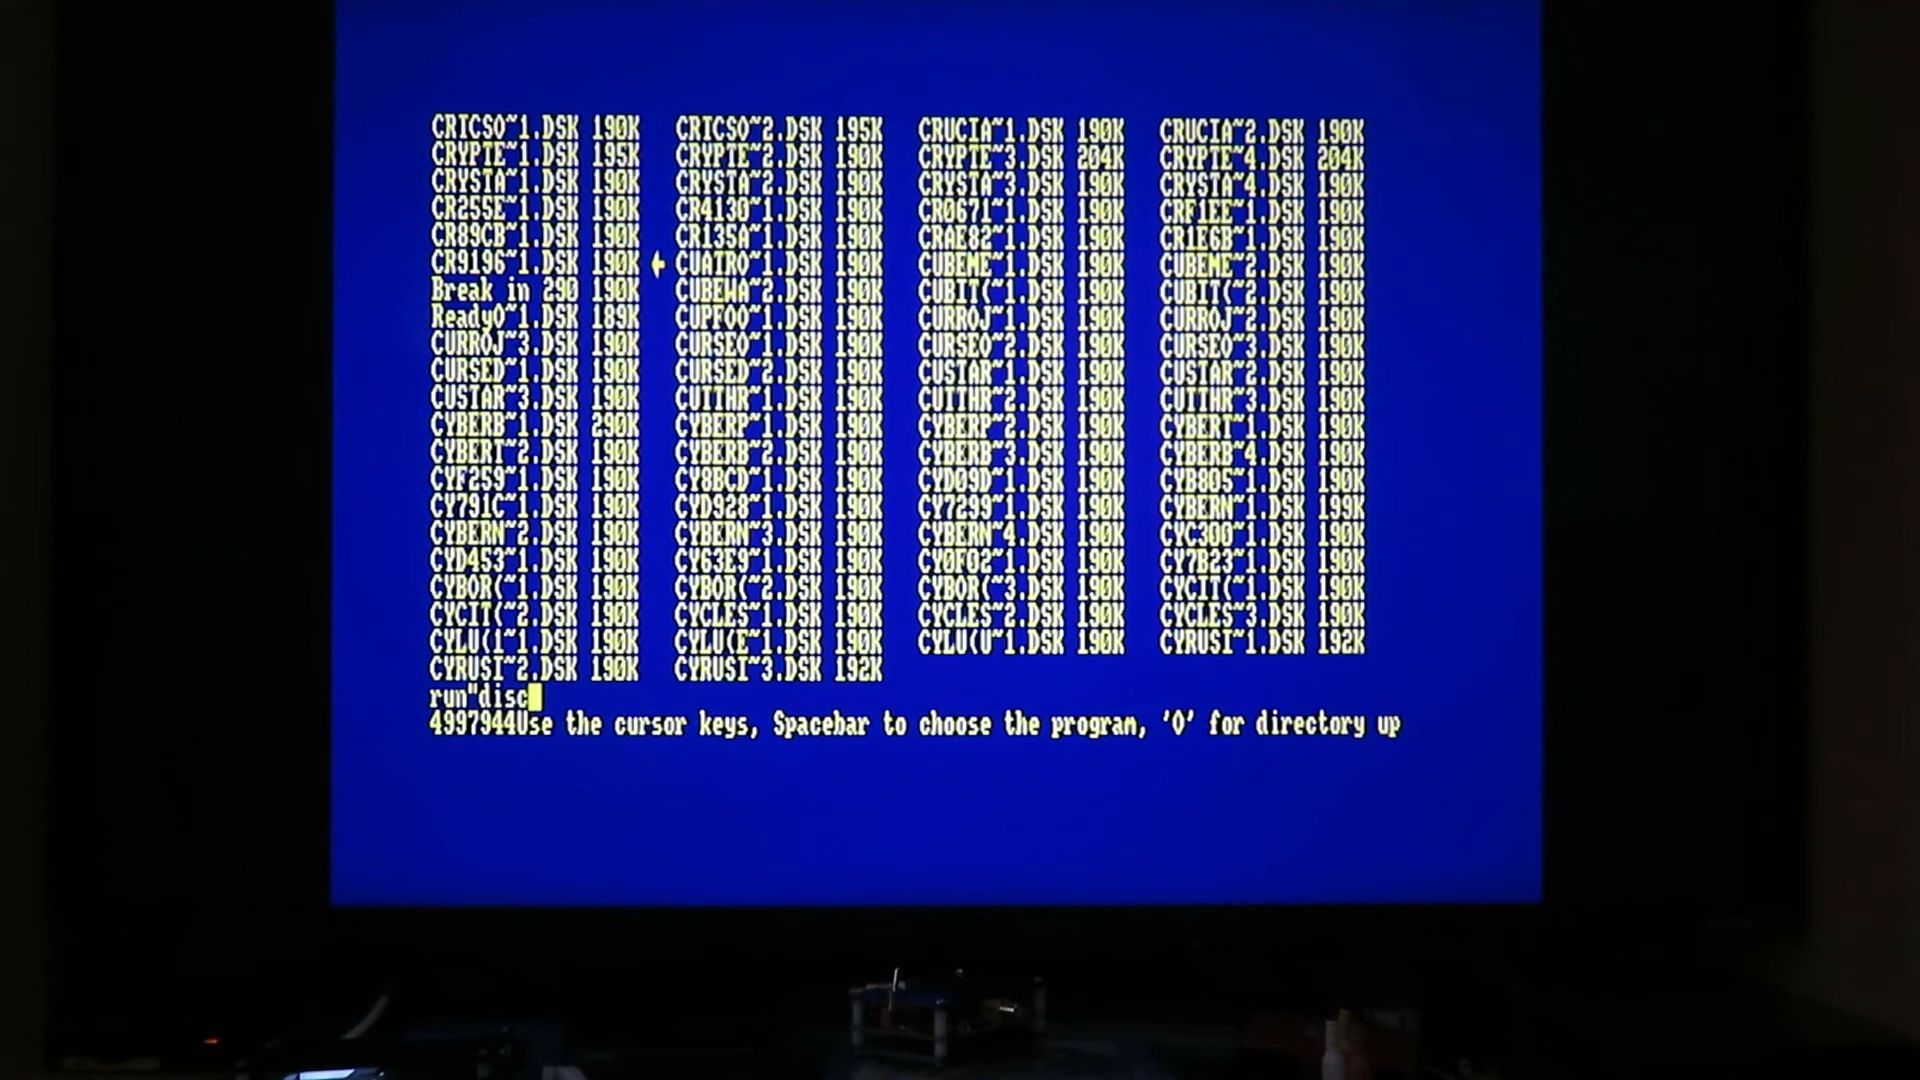 CRICSO~1.DSK 190K CRICSO~2.DSK 195K CRUCIA~1.DSK 190K CRUCIA~2.DSK 190K
CRYPTE~1.DSK 195K CRYPTE~2.DSK 190K CRYPTE~3.DSK 204K CRYPTE~4.DSK 204K
CRYSTA~1.DSK 190K CRYSTA~2.DSK 190K CRYSTA~3.DSK 190K CRYSTA~4.DSK 190K
CR255E~1.DSK 190K CR4130~1.DSK 190K CR0671~1.DSK 190K CRF1EE~1.DSK 190K
CR89CB~1.DSK 190K CR135A~1.DSK 190K CRAE82~1.DSK 190K CR1E6B~1.DSK 190K
CR9196~1.DSK 190K CUATRO~1.DSK 190K CUBEME~1.DSK 190K CUBEME~2.DSK 190K
Break in 290 190K CUBEWA~2.DSK 190K CUBIT(~1.DSK 190K CUBIT(~2.DSK 190K
ReadyO~1.DSK 189K CUPFOO~1.DSK 190K CURROJ~1.DSK 190K CURROJ~2.DSK 190K
CURROJ~3.DSK 190K CURSEO~1.DSK 190K CURSEO~2.DSK 190K CURSEO~3.DSK 190K
CURSED~1.DSK 190K CURSED~2.DSK 190K CUSTAR~1.DSK 190K CUSTAR~2.DSK 190K
CUSTAR~3.DSK 190K CUTTHR~1.DSK 190K CUTTHR~2.DSK 190K CUTTHR~3.DSK 190K
CYBERB~1.DSK 290K CYBERP~1.DSK 190K CYBERP~2.DSK 190K CYBERT~1.DSK 190K
CYBERT~2.DSK 190K CYBERB~2.DSK 190K CYBERB~3.DSK 190K CYBERB~4.DSK 190K
CYF259~1.DSK 190K CY8BCD~1.DSK 190K CYD09D~1.DSK 190K CYB805~1.DSK 190K
CY791C~1.DSK 190K CYD928~1.DSK 190K CY7299~1.DSK 190K CYBERN~1.DSK 199K
CYBERN~2.DSK 190K CYBERN~3.DSK 190K CYBERN~4.DSK 190K CYC300~1.DSK 190K
CYD453~1.DSK 190K CY63E9~1.DSK 190K CY0F02~1.DSK 190K CY7B23~1.DSK 190K
CYBOR(~1.DSK 190K CYBOR(~2.DSK 190K CYBOR(~3.DSK 190K CYCIT(~1.DSK 190K
CYCIT(~2.DSK 190K CYCLES~1.DSK 190K CYCLES~2.DSK 190K CYCLES~3.DSK 190K
CYLU(1~1.DSK 190K CYLU(E~1.DSK 190K CYLU(U~1.DSK 190K CYRUSI~1.DSK 192K
CYRUSI~2.DSK 190K CYRUSI~3.DSK 192K
run"disc
4997944Use the cursor keys, Spacebar to choose the program, 'O' for directory up